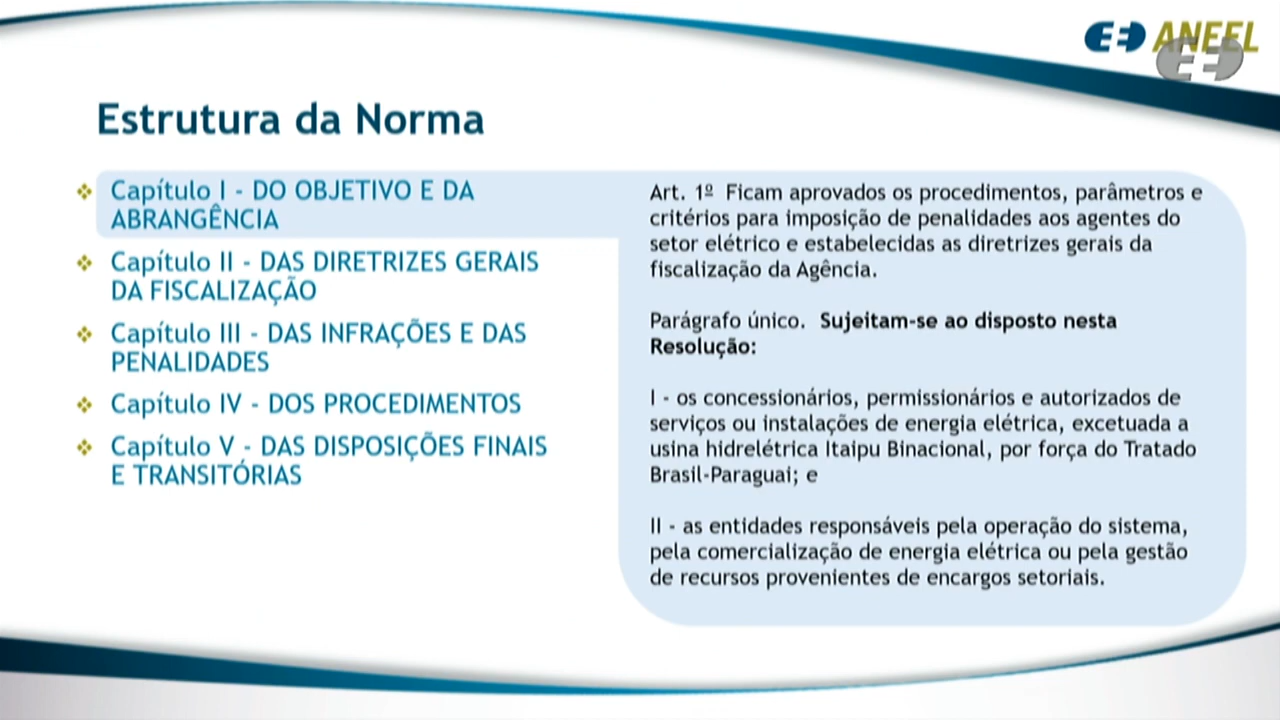 ANEEL
Estrutura da Norma
Capítulo I - DO OBJETIVO E DA
ABRANGÊNCIA
Capítulo II - DAS DIRETRIZES GERAIS
DA FISCALIZAÇÃO
Capítulo III - DAS INFRAÇÕES E DAS
PENALIDADES
Capítulo IV - DOS PROCEDIMENTOS
Capítulo V - DAS DISPOSIÇÕES FINAIS
E TRANSITÓRIAS
Art. 1º Ficam aprovados os procedimentos, parâmetros e
critérios para imposição de penalidades aos agentes do
setor elétrico e estabelecidas as diretrizes gerais da
fiscalização da Agência.
Parágrafo único. Sujeitam-se ao disposto nesta
Resolução:
I - os concessionários, permissionários e autorizados de
serviços ou instalações de energia elétrica, excetuada a
usina hidrelétrica Itaipu Binacional, por força do Tratado
Brasil-Paraguai; e
II - as entidades responsáveis pela operação do sistema,
pela comercialização de energia elétrica ou pela gestão
de recursos provenientes de encargos setoriais.